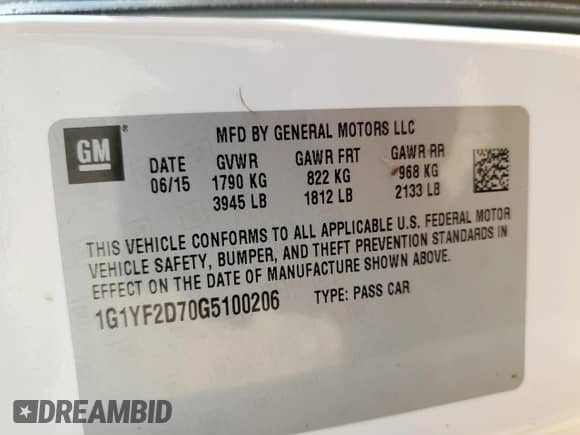 GM
MFD BY GENERAL MOTORS LLC
DATE GVWR GAWR FRT GAWR RR
06/15 1790 KG 822 KG 968 KG
3945 LB 1812 LB 2133 LB
THIS VEHICLE CONFORMS TO ALL APPLICABLE U.S. FEDERAL MOTOR
VEHICLE SAFETY, BUMPER, AND THEFT PREVENTION STANDARDS IN
EFFECT ON THE DATE OF MANUFACTURE SHOWN ABOVE.
1G1YF2D70G5100206 TYPE: PASS CAR
DREAMBID